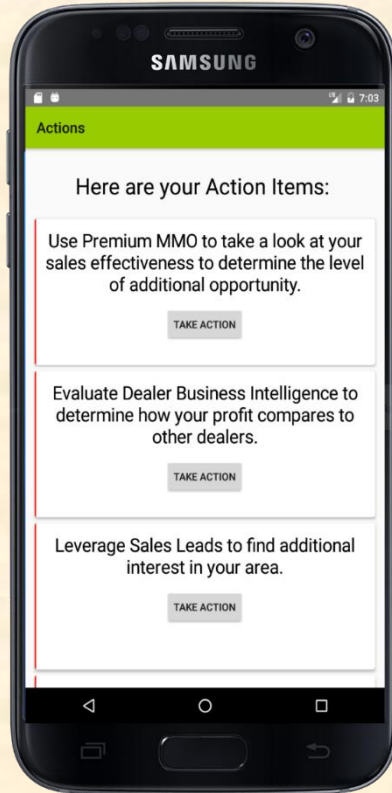 SAMSUNG
LTE 7:03
Actions
Here are your Action Items:
Use Premium MMO to take a look at your
sales effectiveness to determine the level
of additional opportunity.
TAKE ACTION
Evaluate Dealer Business Intelligence to
determine how your profit compares to
other dealers.
TAKE ACTION
Leverage Sales Leads to find additional
interest in your area.
TAKE ACTION